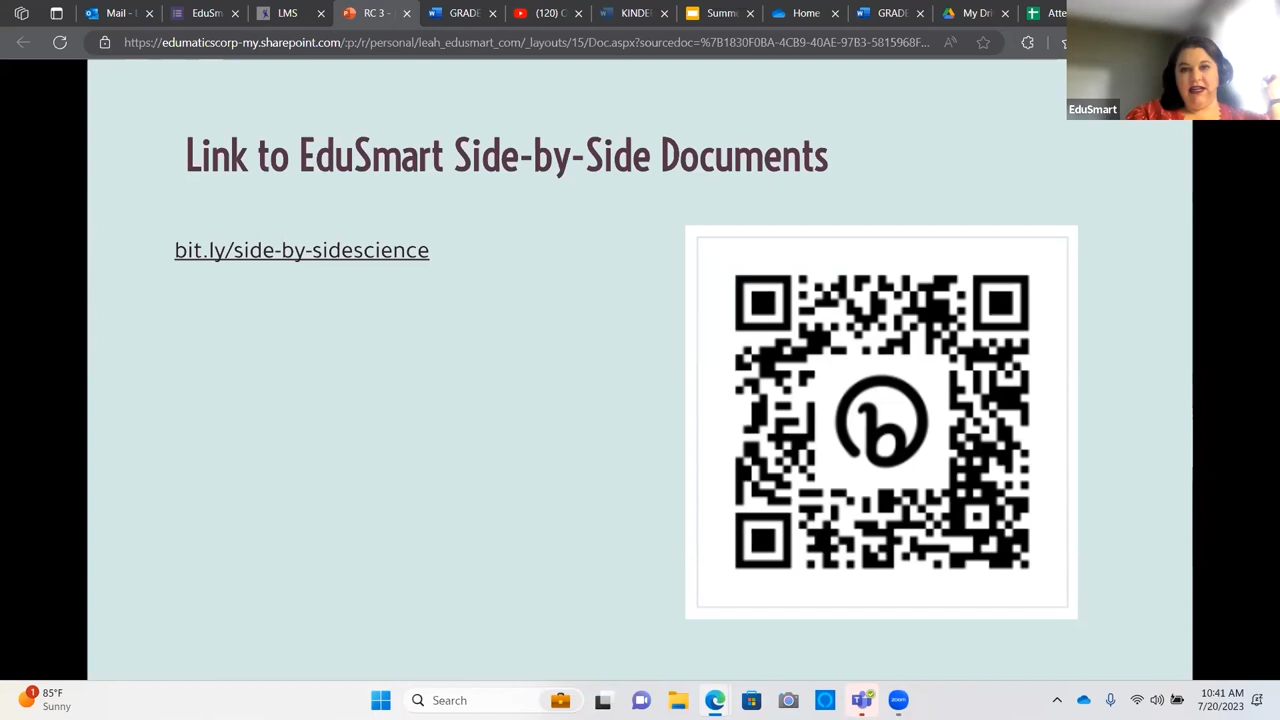 Mail - L
EduSm
LMS
RC 3 -
GRADE
(120) C
KINDE
Summ
Home
GRADE
My Dri
Atte
https://edumaticscorp-my.sharepoint.com/:p:/r/personal/leah_edusmart_com/_layouts/15/Doc.aspx?sourcedoc=%7B1830F0BA-4CB9-40AE-97B3-5815968F...
EduSmart
Link to EduSmart Side-by-Side Documents
bit.ly/side-by-sidescience
b
1
85°F
Sunny
Search
zoom
10:41 AM
7/20/2023